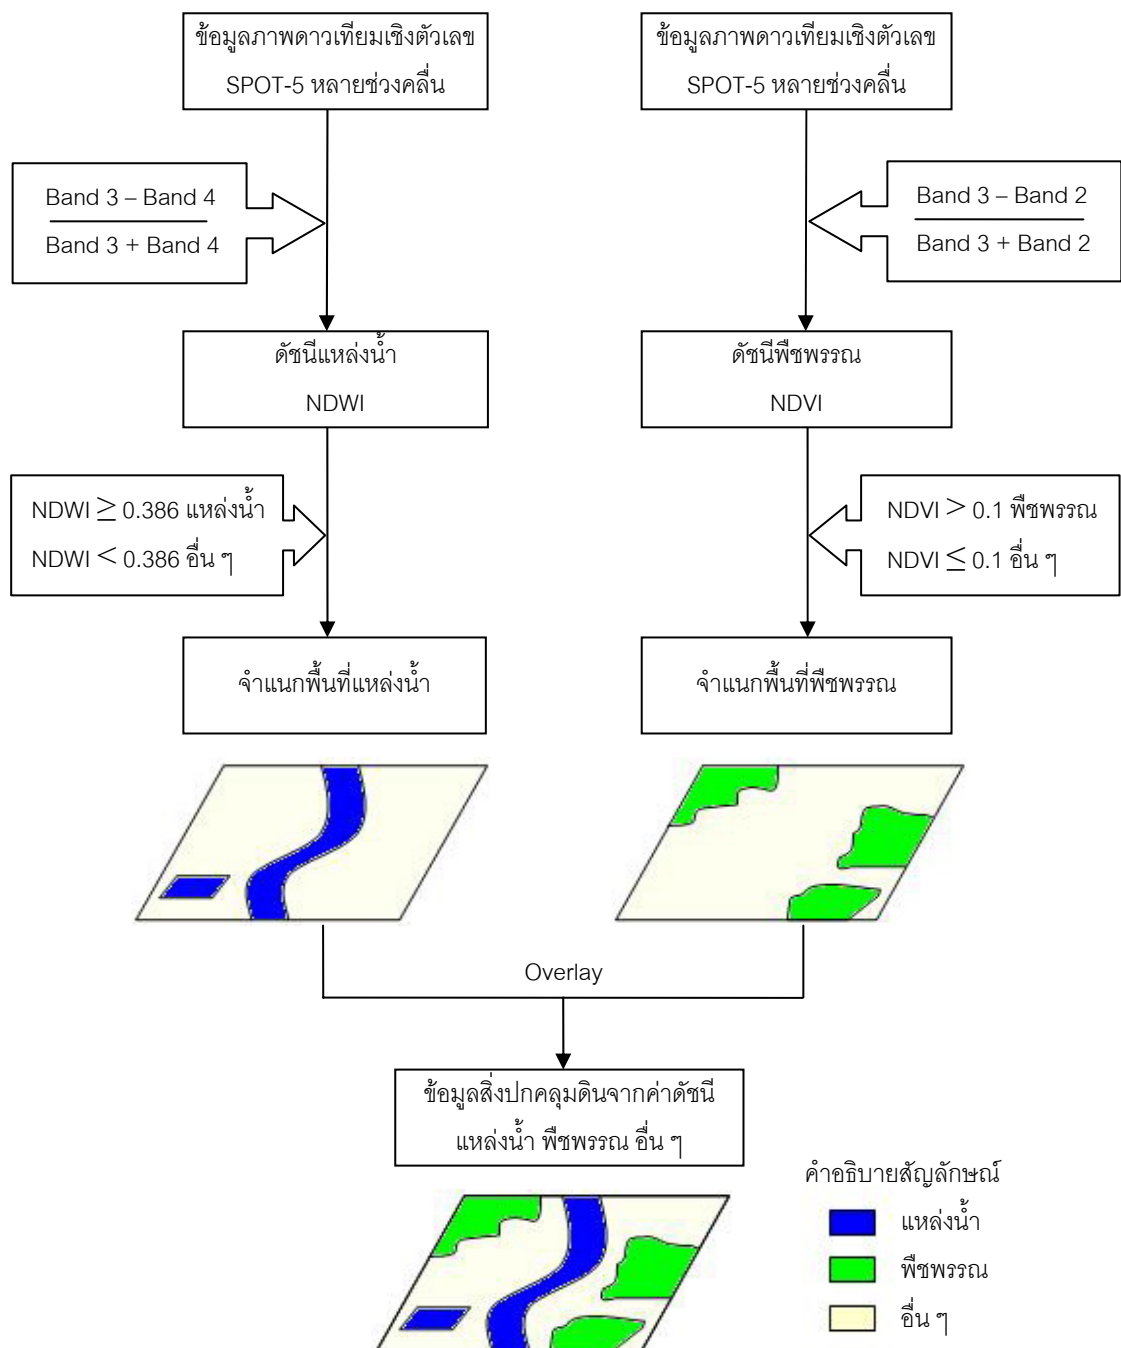 ข้อมูลภาพดาวเทียมเชิงตัวเลข
SPOT-5 หลายช่วงคลื่น
ข้อมูลภาพดาวเทียมเชิงตัวเลข
SPOT-5 หลายช่วงคลื่น
Band 3 – Band 4
Band 3 + Band 4
Band 3 – Band 2
Band 3 + Band 2
ดัชนีแหล่งน้ำ
NDWI
ดัชนีพืชพรรณ
NDVI
NDWI ≥ 0.386 แหล่งน้ำ
NDWI < 0.386 อื่น ๆ
NDVI > 0.1 พืชพรรณ
NDVI ≤ 0.1 อื่น ๆ
จำแนกพื้นที่แหล่งน้ำ
จำแนกพื้นที่พืชพรรณ
Overlay
ข้อมูลสิ่งปกคลุมดินจากค่าดัชนี
แหล่งน้ำ พืชพรรณ อื่น ๆ
คำอธิบายสัญลักษณ์
แหล่งน้ำ
พืชพรรณ
อื่น ๆ